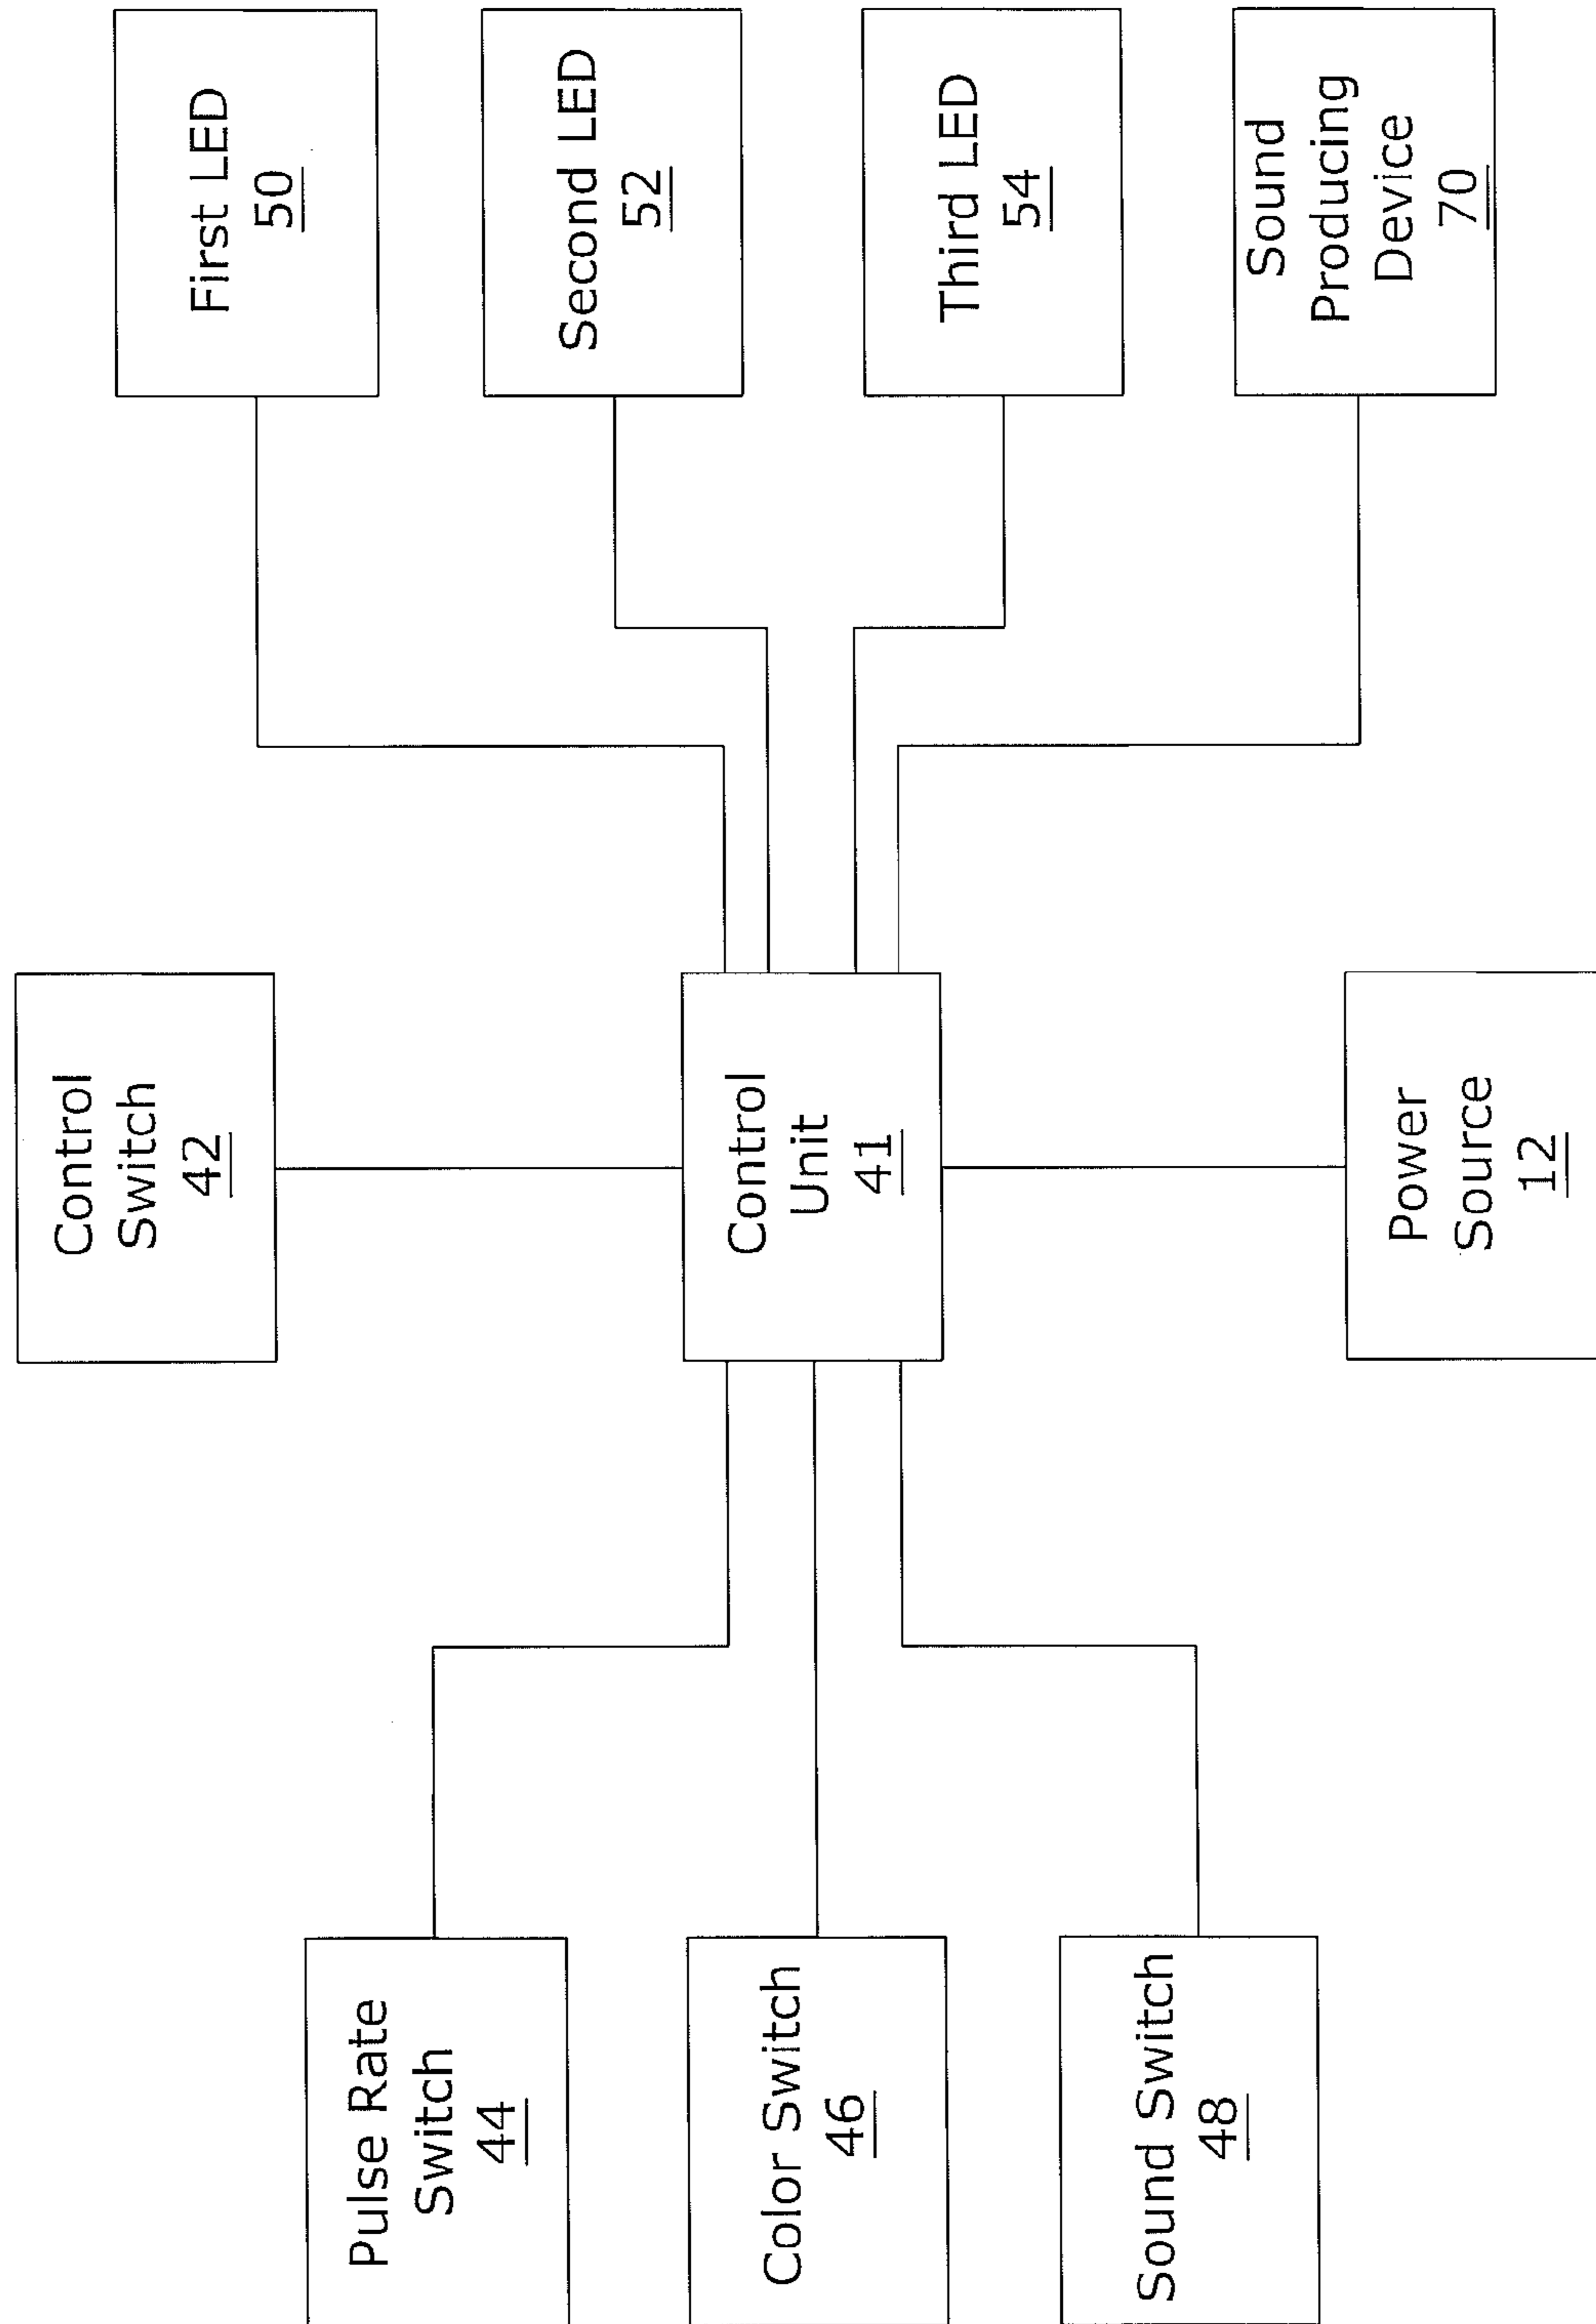 Pulse Rate
Switch
44
Color Switch
46
Sound Switch
48
Control
Switch
42
Control
Unit
41
Power
Source
12
First LED
50
Second LED
52
Third LED
54
Sound
Producing
Device
70